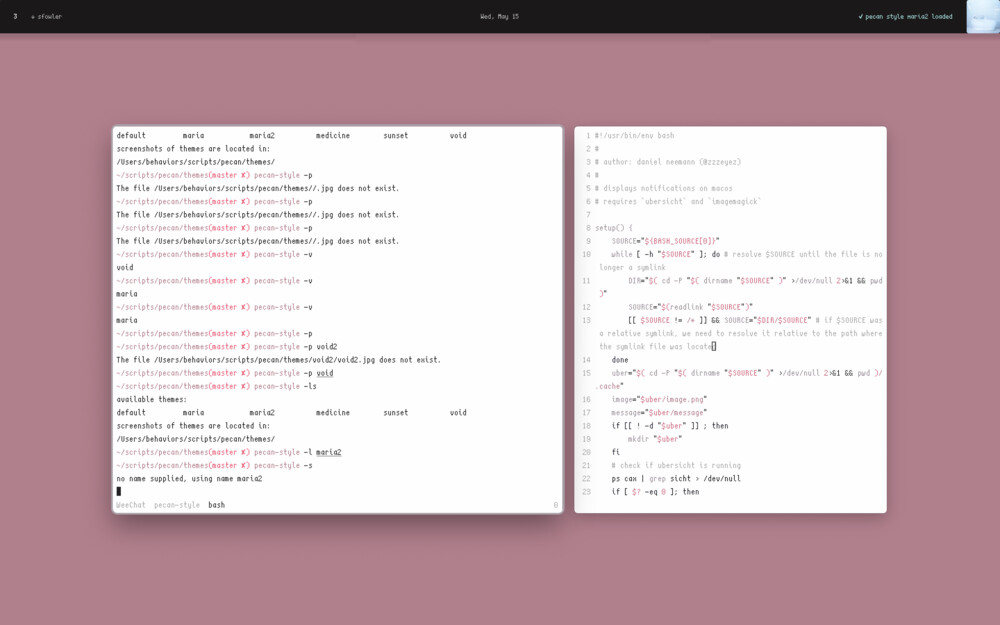 3 ↓ sfowler
Wed, May 15
✓ pecan style maria2 loaded
default maria maria2 medicine sunset void
screenshots of themes are located in:
/Users/behaviors/scripts/pecan/themes/
~/scripts/pecan/themes(master ✘) pecan-style -p
The file /Users/behaviors/scripts/pecan/themes//.jpg does not exist.
~/scripts/pecan/themes(master ✘) pecan-style -p
The file /Users/behaviors/scripts/pecan/themes//.jpg does not exist.
~/scripts/pecan/themes(master ✘) pecan-style -p
The file /Users/behaviors/scripts/pecan/themes//.jpg does not exist.
~/scripts/pecan/themes(master ✘) pecan-style -v
void
~/scripts/pecan/themes(master ✘) pecan-style -v
maria
~/scripts/pecan/themes(master ✘) pecan-style -v
maria
~/scripts/pecan/themes(master ✘) pecan-style -p
~/scripts/pecan/themes(master ✘) pecan-style -p void2
The file /Users/behaviors/scripts/pecan/themes/void2/void2.jpg does not exist.
~/scripts/pecan/themes(master ✘) pecan-style -p void
~/scripts/pecan/themes(master ✘) pecan-style -ls
available themes:
default maria maria2 medicine sunset void
screenshots of themes are located in:
/Users/behaviors/scripts/pecan/themes/
~/scripts/pecan/themes(master ✘) pecan-style -l maria2
~/scripts/pecan/themes(master ✘) pecan-style -s
no name supplied, using name maria2
WeeChat pecan-style bash 0
1 #!/usr/bin/env bash
2 #
3 # author: daniel neemann (@zzzeyez)
4 #
5 # displays notifications on macos
6 # requires `ubersicht` and `imagemagick`
7
8 setup() {
9 SOURCE="${BASH_SOURCE[0]}"
10 while [ -h "$SOURCE" ]; do # resolve $SOURCE until the file is no
longer a symlink
11 DIR="$( cd -P "$( dirname "$SOURCE" )" >/dev/null 2>&1 && pwd
)"
12 SOURCE="$(readlink "$SOURCE")"
13 [[ $SOURCE != /* ]] && SOURCE="$DIR/$SOURCE" # if $SOURCE was
a relative symlink, we need to resolve it relative to the path where
the symlink file was located
14 done
15 uber="$( cd -P "$( dirname "$SOURCE" )" >/dev/null 2>&1 && pwd )/
.cache"
16 image="$uber/image.png"
17 message="$uber/message"
18 if [[ ! -d "$uber" ]] ; then
19 mkdir "$uber"
20 fi
21 # check if ubersicht is running
22 ps cax | grep sicht > /dev/null
23 if [ $? -eq 0 ]; then